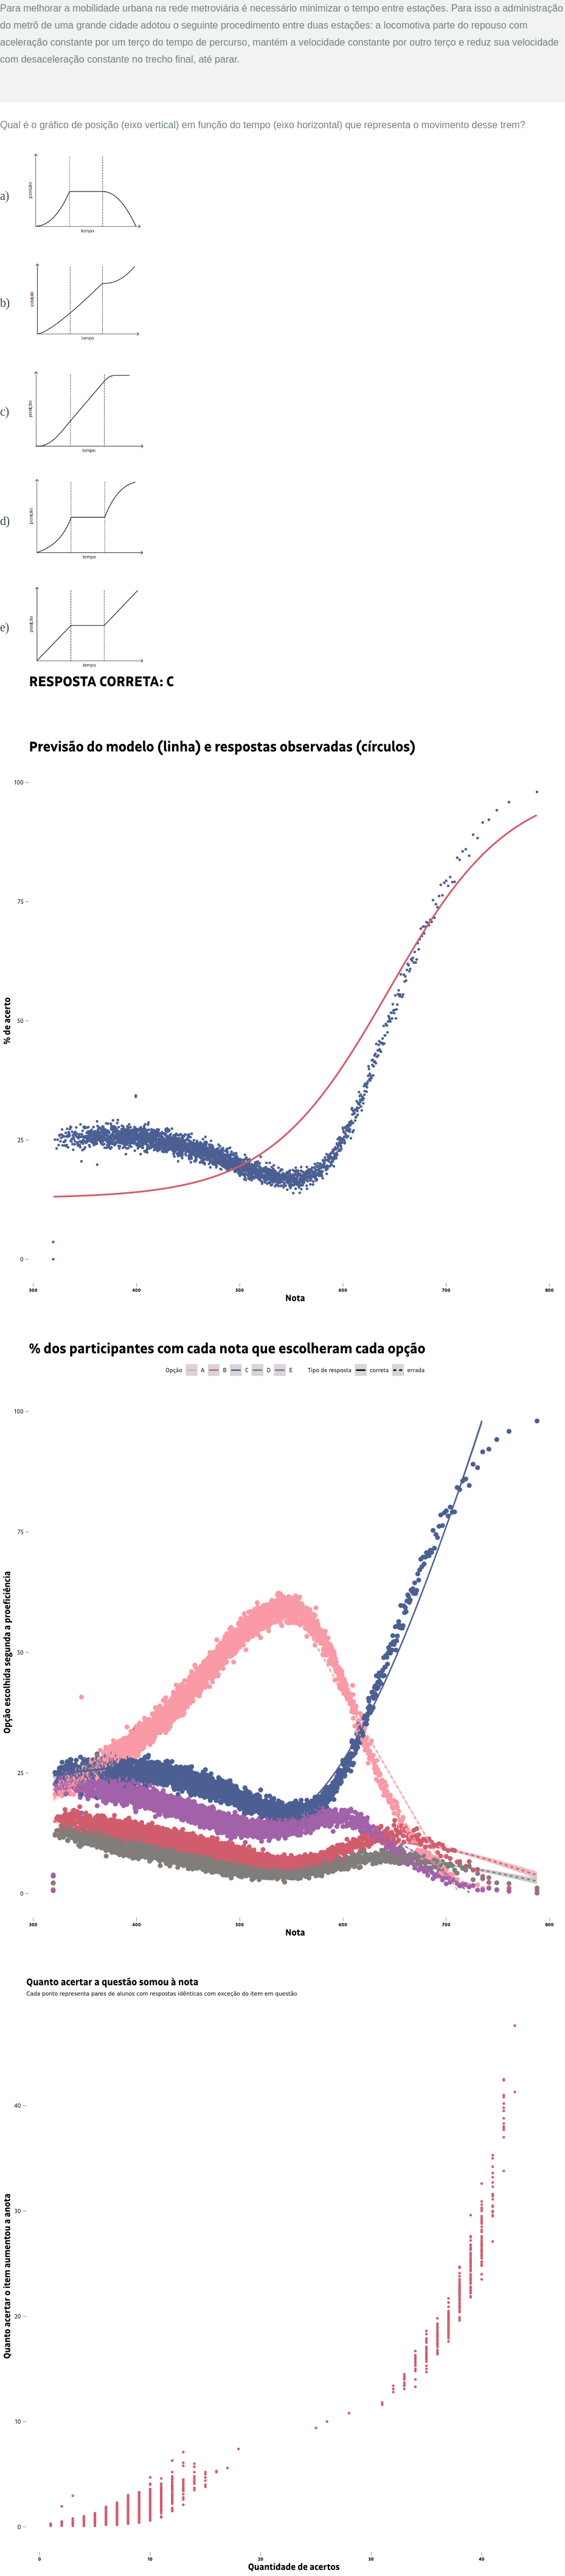 Para melhorar a mobilidade urbana na rede metroviária é necessário minimizar o tempo entre estações. Para isso a administração
do metrô de uma grande cidade adotou o seguinte procedimento entre duas estações: a locomotiva parte do repouso com
aceleração constante por um terço do tempo de percurso, mantém a velocidade constante por outro terço e reduz sua velocidade
com desaceleração constante no trecho final, até parar.
Qual é o gráfico de posição (eixo vertical) em função do tempo (eixo horizontal) que representa o movimento desse trem?
a)
posição
tempo
b)
posição
tempo
c)
posição
tempo
d)
posição
tempo
e)
posição
tempo
RESPOSTA CORRETA: C
Previsão do modelo (linha) e respostas observadas (círculos)
% de acerto
100
75
50
25
0
300 400 500 600 700 800
Nota
% dos participantes com cada nota que escolheram cada opção
Opção A B C D E Tipo de resposta correta errada
Opção escolhida segunda a proeficiência
100
75
50
25
0
300 400 500 600 700 800
Nota
Quanto acertar a questão somou à nota
Cada ponto representa pares de alunos com respostas idênticas com exceção do item em questão
Quanto acertar o item aumentou a anota
40
30
20
10
0
0 10 20 30 40
Quantidade de acertos